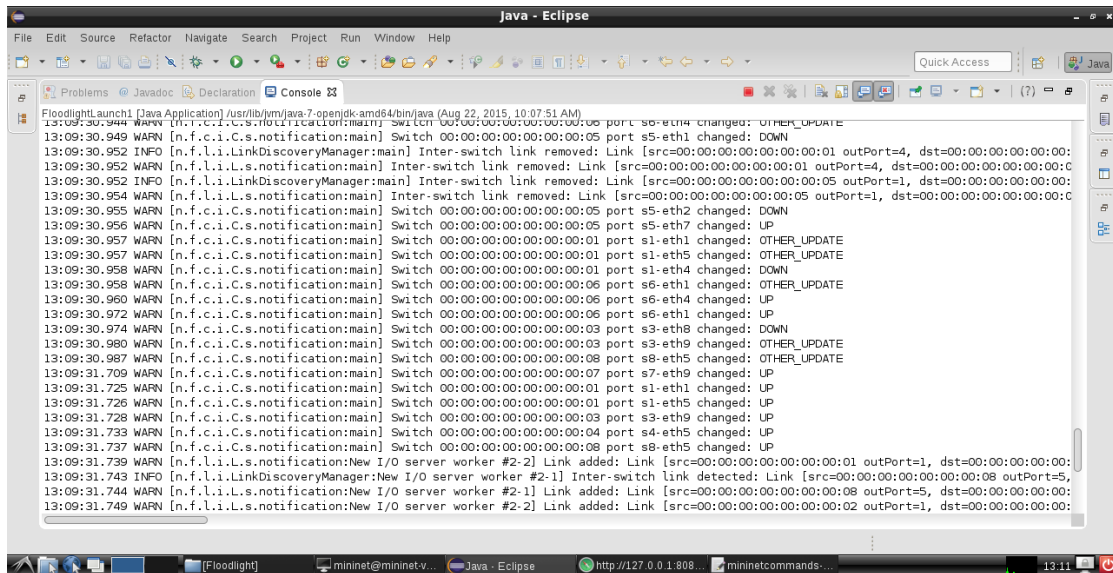 Java - Eclipse
File Edit Source Refactor Navigate Search Project Run Window Help
Quick Access
Java
Problems @ Javadoc Declaration Console
FloodlightLaunch1 [Java Application] /usr/lib/jvm/java-7-openjdk-amd64/bin/java (Aug 22, 2015, 10:07:51 AM)
13:09:30.944 WARN [n.f.c.i.C.s.notification:main] Switch 00:00:00:00:00:00:00:06 port s6-eth4 changed: OTHER_UPDATE
13:09:30.949 WARN [n.f.c.i.C.s.notification:main] Switch 00:00:00:00:00:00:00:05 port s5-eth1 changed: DOWN
13:09:30.952 INFO [n.f.l.i.LinkDiscoveryManager:main] Inter-switch link removed: Link [src=00:00:00:00:00:00:00:01 outPort=4, dst=00:00:00:00:00:
13:09:30.952 WARN [n.f.l.i.L.s.notification:main] Inter-switch link removed: Link [src=00:00:00:00:00:00:00:01 outPort=4, dst=00:00:00:00:00:0
13:09:30.952 INFO [n.f.l.i.LinkDiscoveryManager:main] Inter-switch link removed: Link [src=00:00:00:00:00:00:00:05 outPort=1, dst=00:00:00:00:00:
13:09:30.954 WARN [n.f.l.i.L.s.notification:main] Inter-switch link removed: Link [src=00:00:00:00:00:00:00:05 outPort=1, dst=00:00:00:00:00:0
13:09:30.955 WARN [n.f.c.i.C.s.notification:main] Switch 00:00:00:00:00:00:00:05 port s5-eth2 changed: DOWN
13:09:30.956 WARN [n.f.c.i.C.s.notification:main] Switch 00:00:00:00:00:00:00:05 port s5-eth7 changed: UP
13:09:30.957 WARN [n.f.c.i.C.s.notification:main] Switch 00:00:00:00:00:00:00:01 port s1-eth1 changed: OTHER_UPDATE
13:09:30.957 WARN [n.f.c.i.C.s.notification:main] Switch 00:00:00:00:00:00:00:01 port s1-eth5 changed: OTHER_UPDATE
13:09:30.958 WARN [n.f.c.i.C.s.notification:main] Switch 00:00:00:00:00:00:00:01 port s1-eth4 changed: DOWN
13:09:30.958 WARN [n.f.c.i.C.s.notification:main] Switch 00:00:00:00:00:00:00:06 port s6-eth1 changed: OTHER_UPDATE
13:09:30.960 WARN [n.f.c.i.C.s.notification:main] Switch 00:00:00:00:00:00:00:06 port s6-eth4 changed: UP
13:09:30.972 WARN [n.f.c.i.C.s.notification:main] Switch 00:00:00:00:00:00:00:06 port s6-eth1 changed: UP
13:09:30.974 WARN [n.f.c.i.C.s.notification:main] Switch 00:00:00:00:00:00:00:03 port s3-eth8 changed: DOWN
13:09:30.980 WARN [n.f.c.i.C.s.notification:main] Switch 00:00:00:00:00:00:00:03 port s3-eth9 changed: OTHER_UPDATE
13:09:30.987 WARN [n.f.c.i.C.s.notification:main] Switch 00:00:00:00:00:00:00:08 port s8-eth5 changed: OTHER_UPDATE
13:09:31.709 WARN [n.f.c.i.C.s.notification:main] Switch 00:00:00:00:00:00:00:07 port s7-eth9 changed: UP
13:09:31.725 WARN [n.f.c.i.C.s.notification:main] Switch 00:00:00:00:00:00:00:01 port s1-eth1 changed: UP
13:09:31.726 WARN [n.f.c.i.C.s.notification:main] Switch 00:00:00:00:00:00:00:01 port s1-eth5 changed: UP
13:09:31.728 WARN [n.f.c.i.C.s.notification:main] Switch 00:00:00:00:00:00:00:03 port s3-eth9 changed: UP
13:09:31.733 WARN [n.f.c.i.C.s.notification:main] Switch 00:00:00:00:00:00:00:04 port s4-eth5 changed: UP
13:09:31.737 WARN [n.f.c.i.C.s.notification:main] Switch 00:00:00:00:00:00:00:08 port s8-eth5 changed: UP
13:09:31.739 WARN [n.f.l.i.L.s.notification:New I/O server worker #2-2] Link added: Link [src=00:00:00:00:00:00:00:01 outPort=1, dst=00:00:00:00:
13:09:31.743 INFO [n.f.l.i.LinkDiscoveryManager:New I/O server worker #2-1] Inter-switch link detected: Link [src=00:00:00:00:00:00:00:08 outPort=5,
13:09:31.744 WARN [n.f.l.i.L.s.notification:New I/O server worker #2-1] Link added: Link [src=00:00:00:00:00:00:00:08 outPort=5, dst=00:00:00:00:
13:09:31.749 WARN [n.f.l.i.L.s.notification:New I/O server worker #2-2] Link added: Link [src=00:00:00:00:00:00:00:02 outPort=1, dst=00:00:00:00:
[Floodlight] mininet@mininet-v... Java - Eclipse http://127.0.0.1:808... mininetcommands-... 13:11